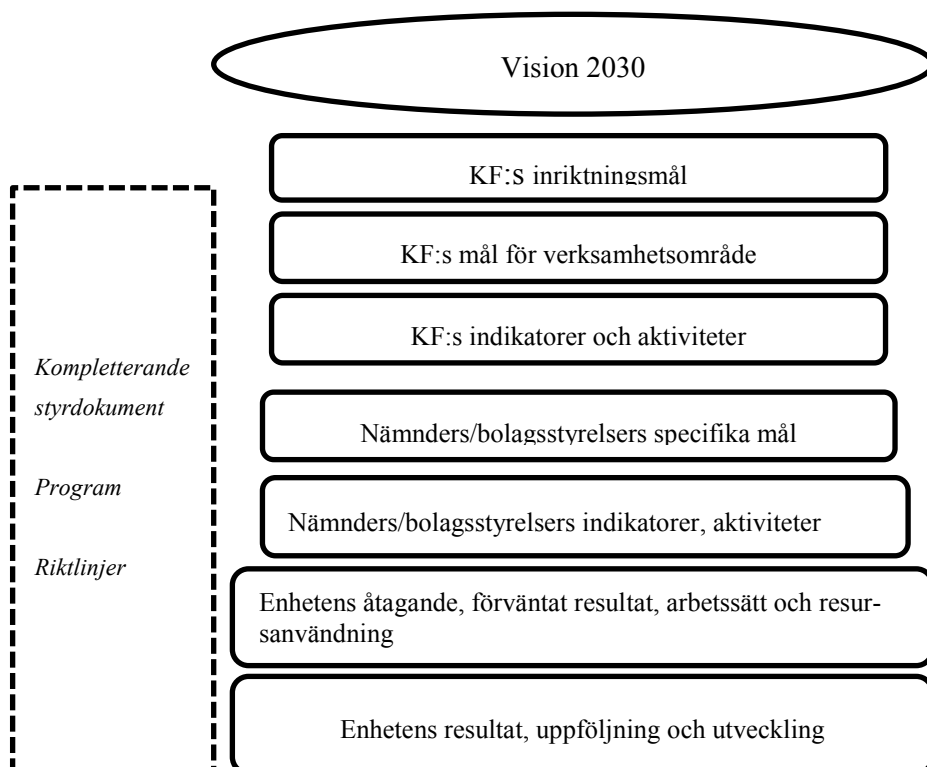 Vision 2030
KF:s inriktningsmål
KF:s mål för verksamhetsområde
KF:s indikatorer och aktiviteter
Kompletterande
styrdokument
Program
Riktlinjer
Nämnders/bolagsstyrelsers specifika mål
Nämnders/bolagsstyrelsers indikatorer, aktiviteter
Enhetens åtagande, förväntat resultat, arbetssätt och resur-
sanvändning
Enhetens resultat, uppföljning och utveckling